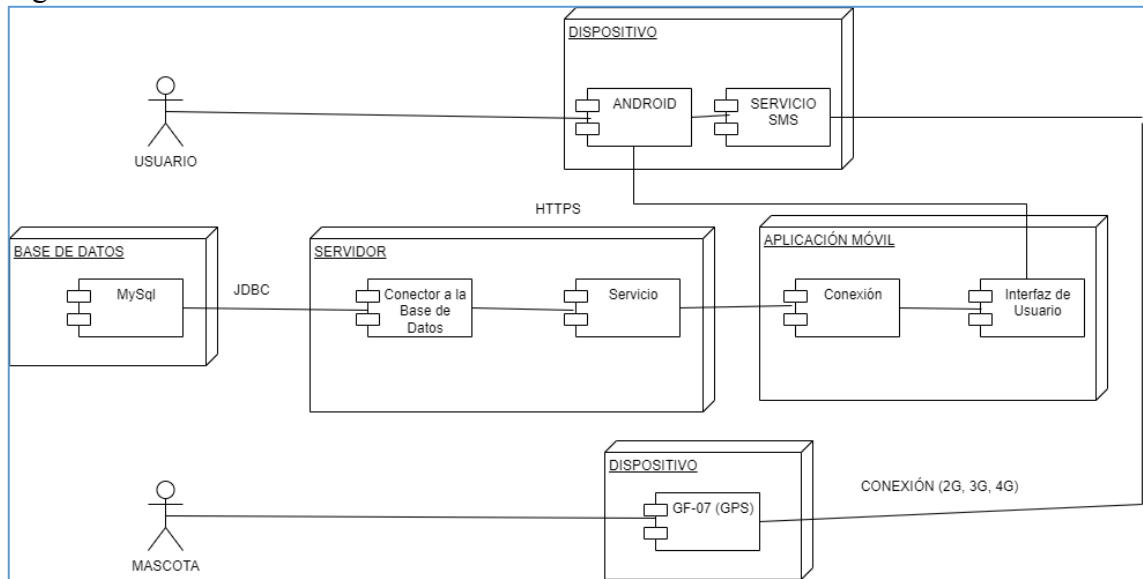 DISPOSITIVO
ANDROID
SERVICIO
SMS
USUARIO
HTTPS
BASE DE DATOS
MySql
JDBC
SERVIDOR
Conector a la
Base de
Datos
Servicio
APLICACIÓN MÓVIL
Conexión
Interfaz de
Usuario
DISPOSITIVO
GF-07 (GPS)
CONEXIÓN (2G, 3G, 4G)
MASCOTA